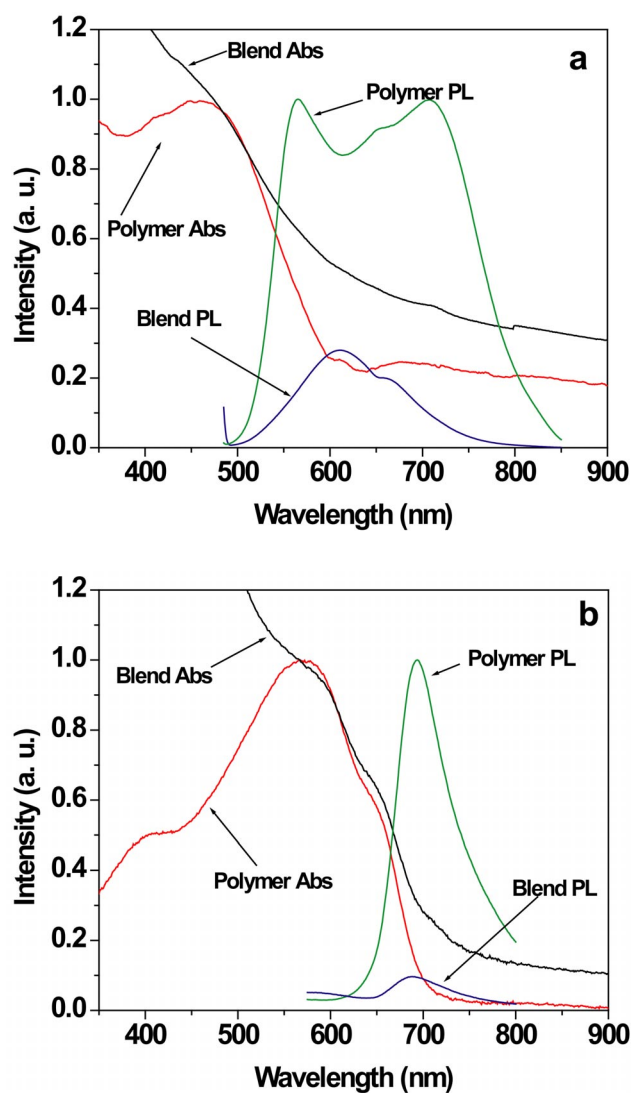 1.2
a
Blend Abs
Polymer PL
1.0
0.8
Polymer Abs
0.6
Intensity (a. u.)
0.4
Blend PL
0.2
0.0
400 500 600 700 800 900
Wavelength (nm)
1.2
b
Blend Abs
Polymer PL
1.0
0.8
0.6
Intensity (a. u.)
Polymer Abs
0.4
Blend PL
0.2
0.0
400 500 600 700 800 900
Wavelength (nm)